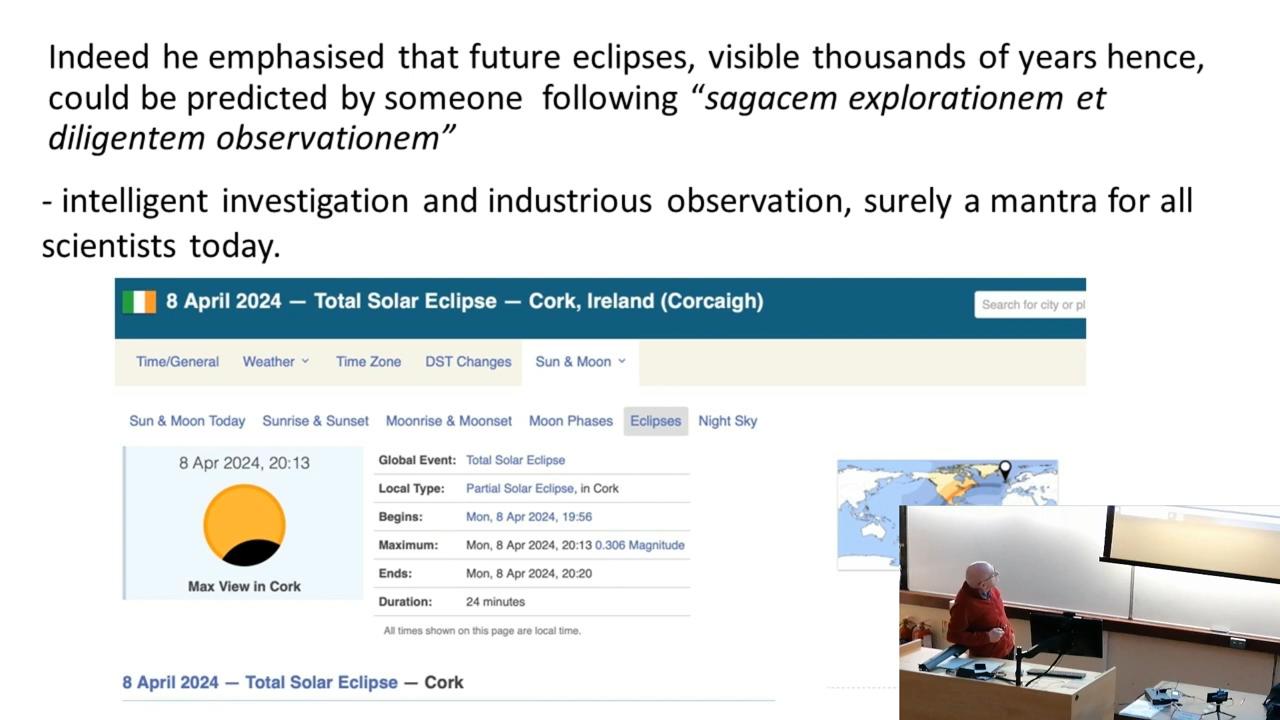 Indeed he emphasised that future eclipses, visible thousands of years hence,
could be predicted by someone following “sagacem explorationem et
diligentem observationem”
- intelligent investigation and industrious observation, surely a mantra for all
scientists today.
8 April 2024 — Total Solar Eclipse — Cork, Ireland (Corcaigh)
Search for city or pl
Time/General Weather Time Zone DST Changes Sun & Moon
Sun & Moon Today Sunrise & Sunset Moonrise & Moonset Moon Phases Eclipses Night Sky
8 Apr 2024, 20:13
Max View in Cork
Global Event: Total Solar Eclipse
Local Type: Partial Solar Eclipse, in Cork
Begins: Mon, 8 Apr 2024, 19:56
Maximum: Mon, 8 Apr 2024, 20:13 0.306 Magnitude
Ends: Mon, 8 Apr 2024, 20:20
Duration: 24 minutes
All times shown on this page are local time.
8 April 2024 — Total Solar Eclipse — Cork